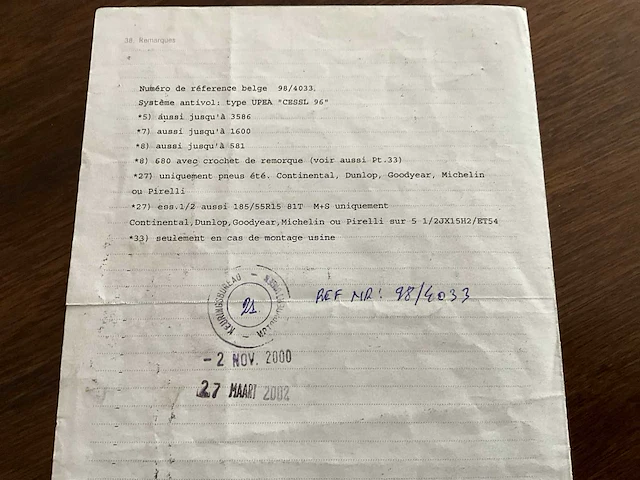 38 Remarques
Numéro de réference belge 98/4033.
Système antivol: type UPEA "CESSL 96"
*5) aussi jusqu'à 3586
*7) aussi jusqu'à 1600
*8) aussi jusqu'à 581
*8) 680 avec crochet de remorque (voir aussi Pt.33)
*27) uniquement pneus été. Continental, Dunlop, Goodyear, Michelin
ou Pirelli
*27) ess.1/2 aussi 185/55R15 81T M+S uniquement
Continental,Dunlop,Goodyear,Michelin ou Pirelli sur 5 1/2JX15H2/ET54
*33) seulement en cas de montage usine
KEURINGSBUREAU
21
REF NR: 98/4033
- 2 NOV. 2000
27 MAART 2002